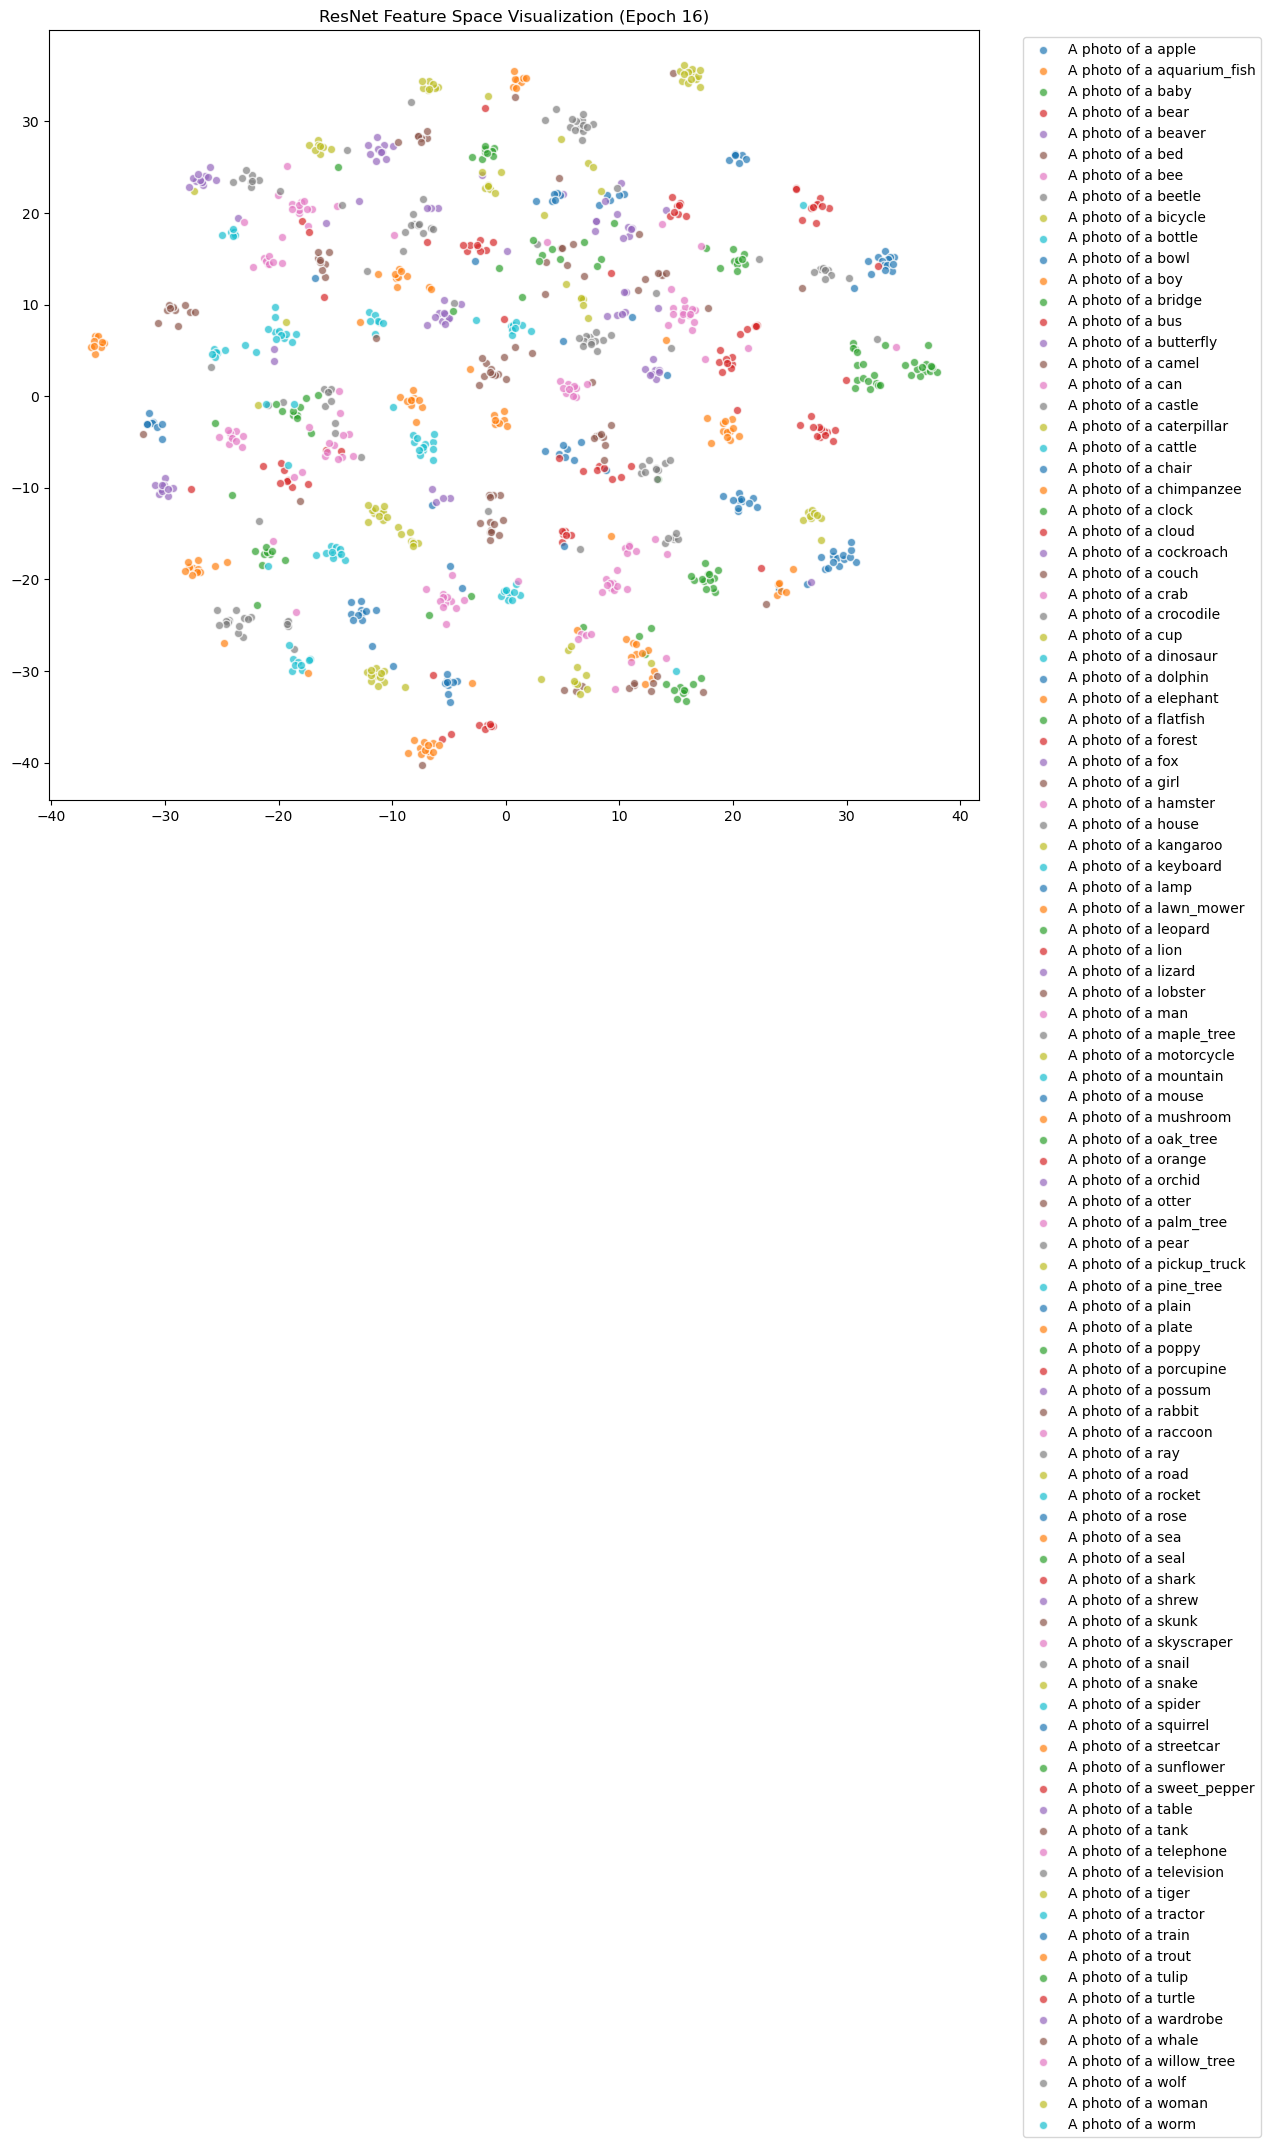 ResNet Feature Space Visualization (Epoch 16)
30
20
10
0
−10
−20
−30
−40
−40
−30
−20
−10
0
10
20
30
40
A photo of a apple
A photo of a aquarium_fish
A photo of a baby
A photo of a bear
A photo of a beaver
A photo of a bed
A photo of a bee
A photo of a beetle
A photo of a bicycle
A photo of a bottle
A photo of a bowl
A photo of a boy
A photo of a bridge
A photo of a bus
A photo of a butterfly
A photo of a camel
A photo of a can
A photo of a castle
A photo of a caterpillar
A photo of a cattle
A photo of a chair
A photo of a chimpanzee
A photo of a clock
A photo of a cloud
A photo of a cockroach
A photo of a couch
A photo of a crab
A photo of a crocodile
A photo of a cup
A photo of a dinosaur
A photo of a dolphin
A photo of a elephant
A photo of a flatfish
A photo of a forest
A photo of a fox
A photo of a girl
A photo of a hamster
A photo of a house
A photo of a kangaroo
A photo of a keyboard
A photo of a lamp
A photo of a lawn_mower
A photo of a leopard
A photo of a lion
A photo of a lizard
A photo of a lobster
A photo of a man
A photo of a maple_tree
A photo of a motorcycle
A photo of a mountain
A photo of a mouse
A photo of a mushroom
A photo of a oak_tree
A photo of a orange
A photo of a orchid
A photo of a otter
A photo of a palm_tree
A photo of a pear
A photo of a pickup_truck
A photo of a pine_tree
A photo of a plain
A photo of a plate
A photo of a poppy
A photo of a porcupine
A photo of a possum
A photo of a rabbit
A photo of a raccoon
A photo of a ray
A photo of a road
A photo of a rocket
A photo of a rose
A photo of a sea
A photo of a seal
A photo of a shark
A photo of a shrew
A photo of a skunk
A photo of a skyscraper
A photo of a snail
A photo of a snake
A photo of a spider
A photo of a squirrel
A photo of a streetcar
A photo of a sunflower
A photo of a sweet_pepper
A photo of a table
A photo of a tank
A photo of a telephone
A photo of a television
A photo of a tiger
A photo of a tractor
A photo of a train
A photo of a trout
A photo of a tulip
A photo of a turtle
A photo of a wardrobe
A photo of a whale
A photo of a willow_tree
A photo of a wolf
A photo of a woman
A photo of a worm